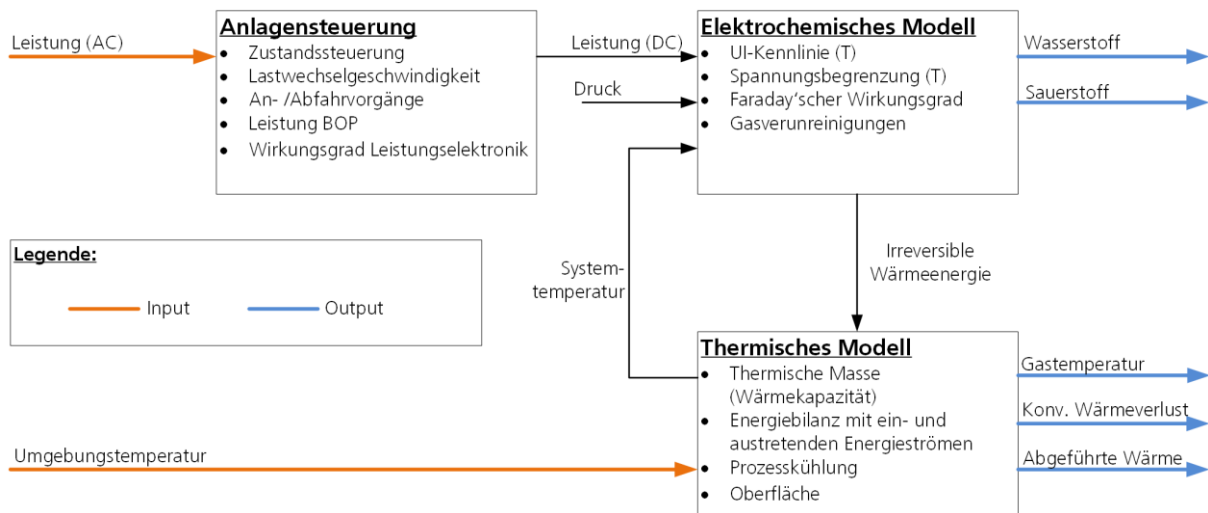 Leistung (AC)
Anlagensteuerung
• Zustandssteuerung
• Lastwechselgeschwindigkeit
• An- /Abfahrvorgänge
• Leistung BOP
• Wirkungsgrad Leistungselektronik
Leistung (DC)
Druck
Elektrochemisches Modell
• UI-Kennlinie (T)
• Spannungsbegrenzung (T)
• Faraday‘scher Wirkungsgrad
• Gasverunreinigungen
Wasserstoff
Sauerstoff
Legende:
Input
Output
System-
temperatur
Irreversible
Wärmeenergie
Umgebungstemperatur
Thermisches Modell
• Thermische Masse
(Wärmekapazität)
• Energiebilanz mit ein- und
austretenden Energieströmen
• Prozesskühlung
• Oberfläche
Gastemperatur
Konv. Wärmeverlust
Abgeführte Wärme